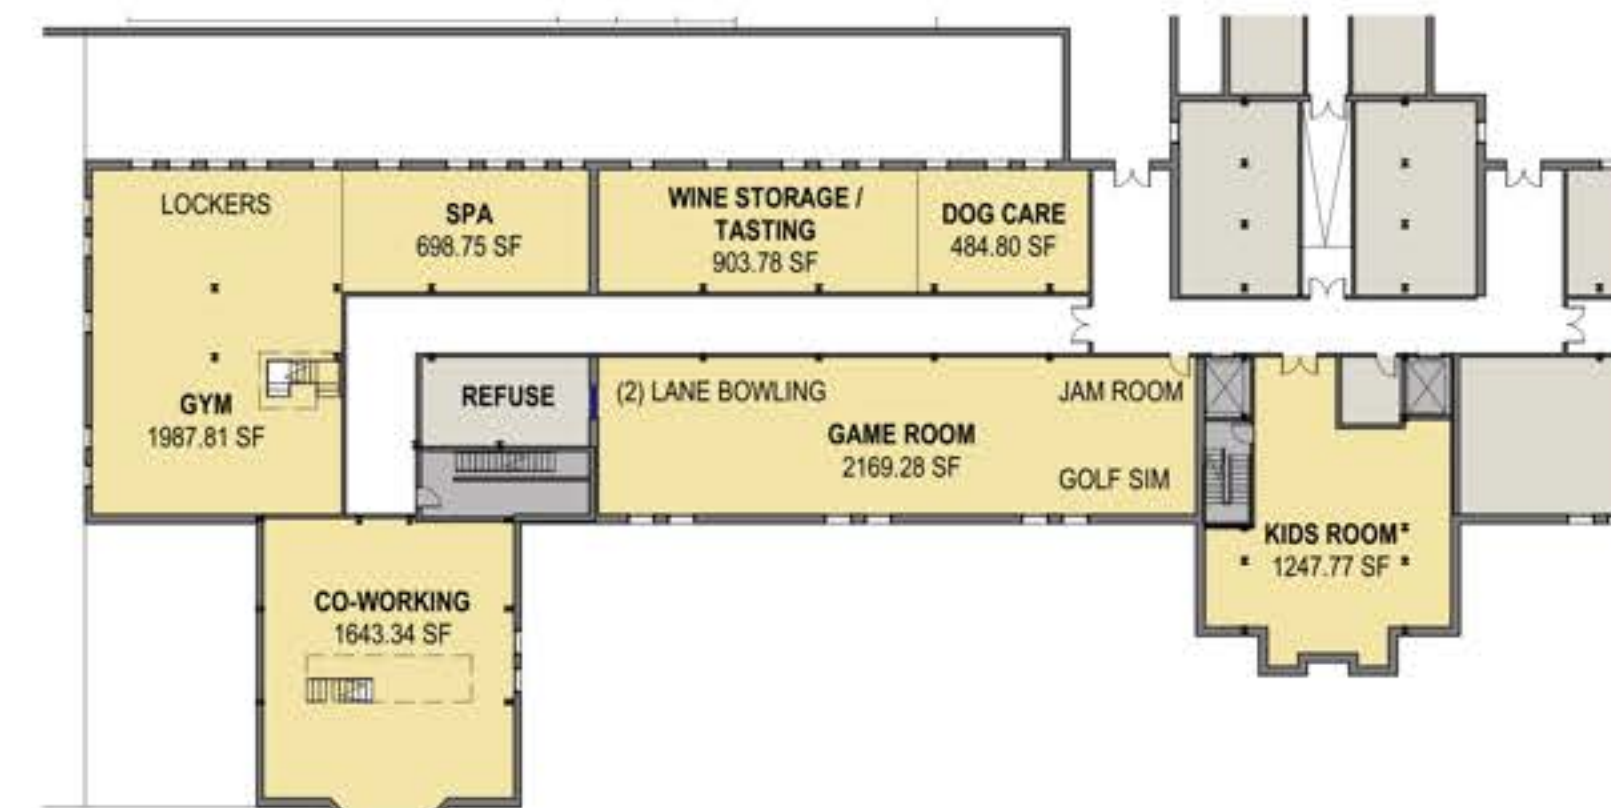 LOCKERS
SPA
698.75 SF
WINE STORAGE /
TASTING
903.78 SF
DOG CARE
484.80 SF
GYM
1987.81 SF
REFUSE
(2) LANE BOWLING
JAM ROOM
GAME ROOM
2169.28 SF
GOLF SIM
KIDS ROOM
1247.77 SF
CO-WORKING
1643.34 SF